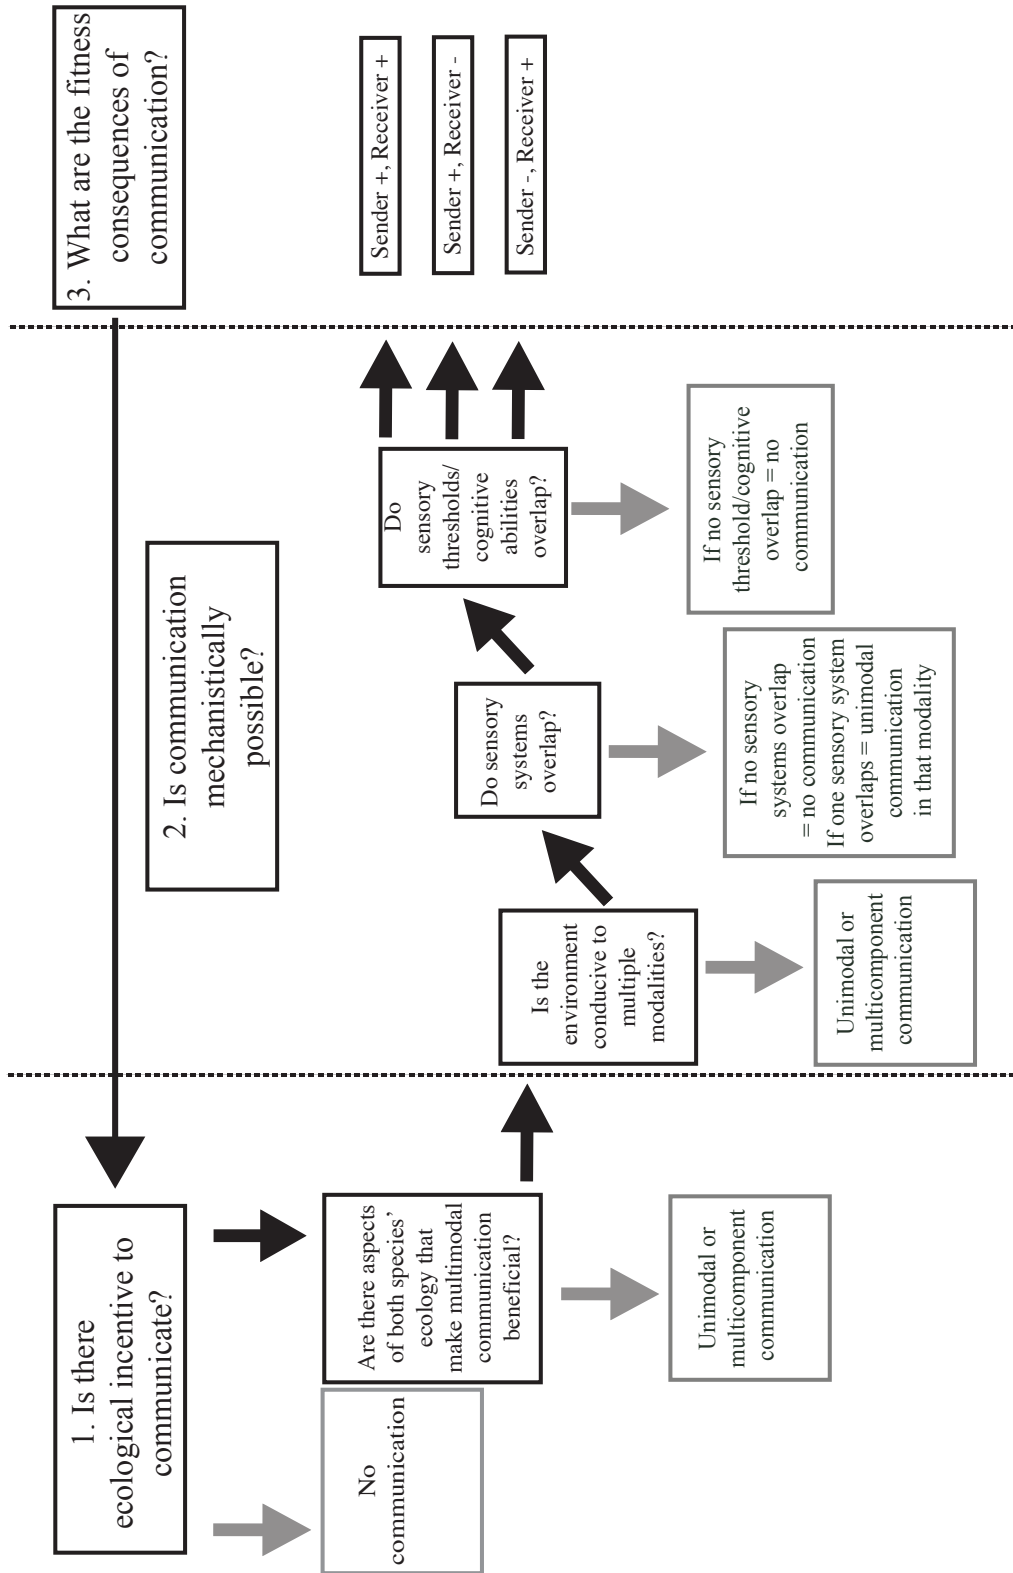 1. Is there
ecological incentive to
communicate?
No
communication
Are there aspects
of both species’
ecology that
make multimodal
communication
beneficial?
Unimodal or
multicomponent
communication
2. Is communication
mechanistically
possible?
Is the
environment
conducive to
multiple
modalities?
Unimodal or
multicomponent
communication
Do sensory
systems
overlap?
If no sensory
systems overlap
= no communication
If one sensory system
overlaps = unimodal
communication
in that modality
Do
sensory
thresholds/
cognitive
abilities
overlap?
If no sensory
threshold/cognitive
overlap = no
communication
3. What are the fitness
consequences of
communication?
Sender +, Receiver +
Sender +, Receiver -
Sender -, Receiver +